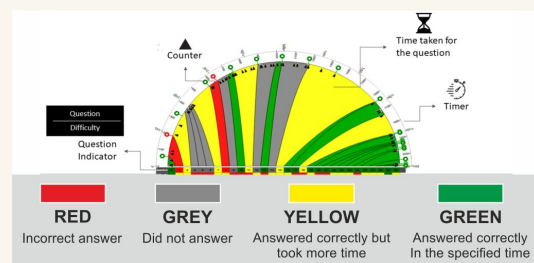 Counter
Time taken for
the question
Timer
Question
Difficulty
Question
Indicator
RED
Incorrect answer
GREY
Did not answer
YELLOW
Answered correctly but
took more time
GREEN
Answered correctly
In the specified time